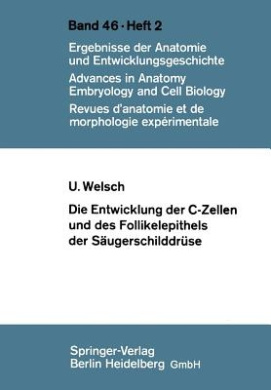 Band 46 • Heft 2
Ergebnisse der Anatomie
und Entwicklungsgeschichte
Advances in Anatomy
Embryology and Cell Biology
Revues d'anatomie et de
morphologie expérimentale
U. Welsch
Die Entwicklung der C-Zellen
und des Follikelepithels
der Säugerschilddrüse
Springer-Verlag
Berlin Heidelberg GmbH